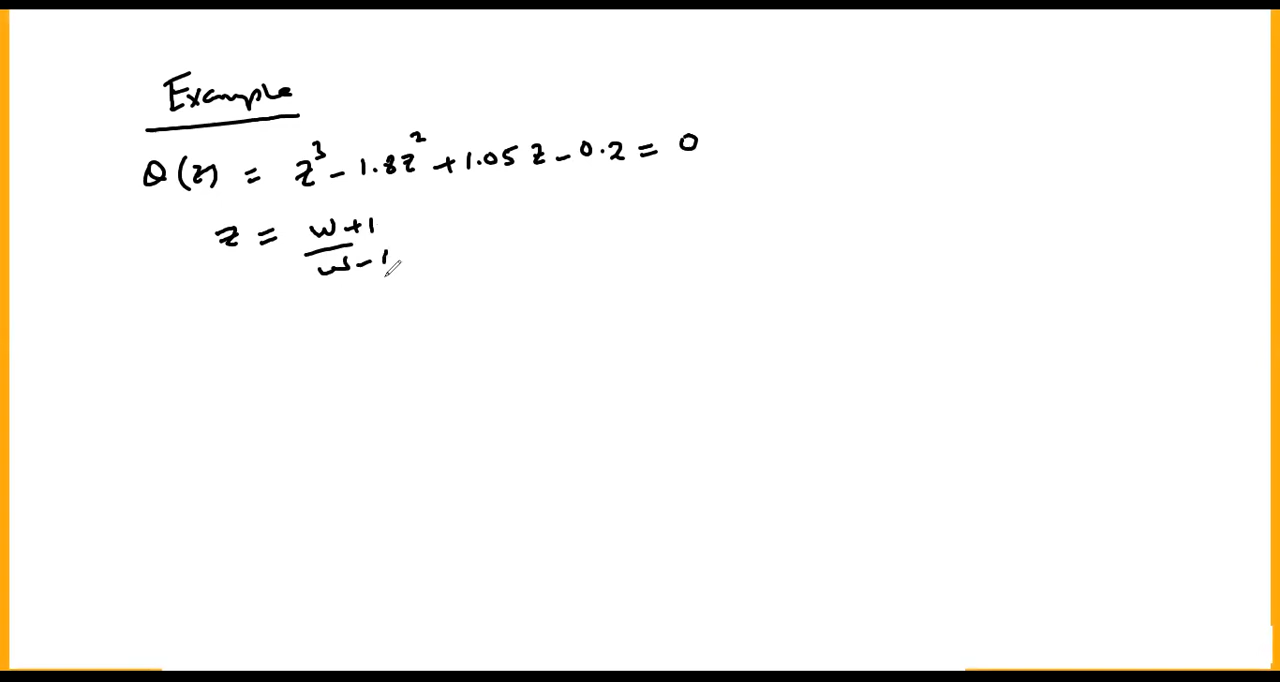 Example
Q(z) = z³ - 1.8z² + 1.05z - 0.2 = 0
z = w+1
w-1